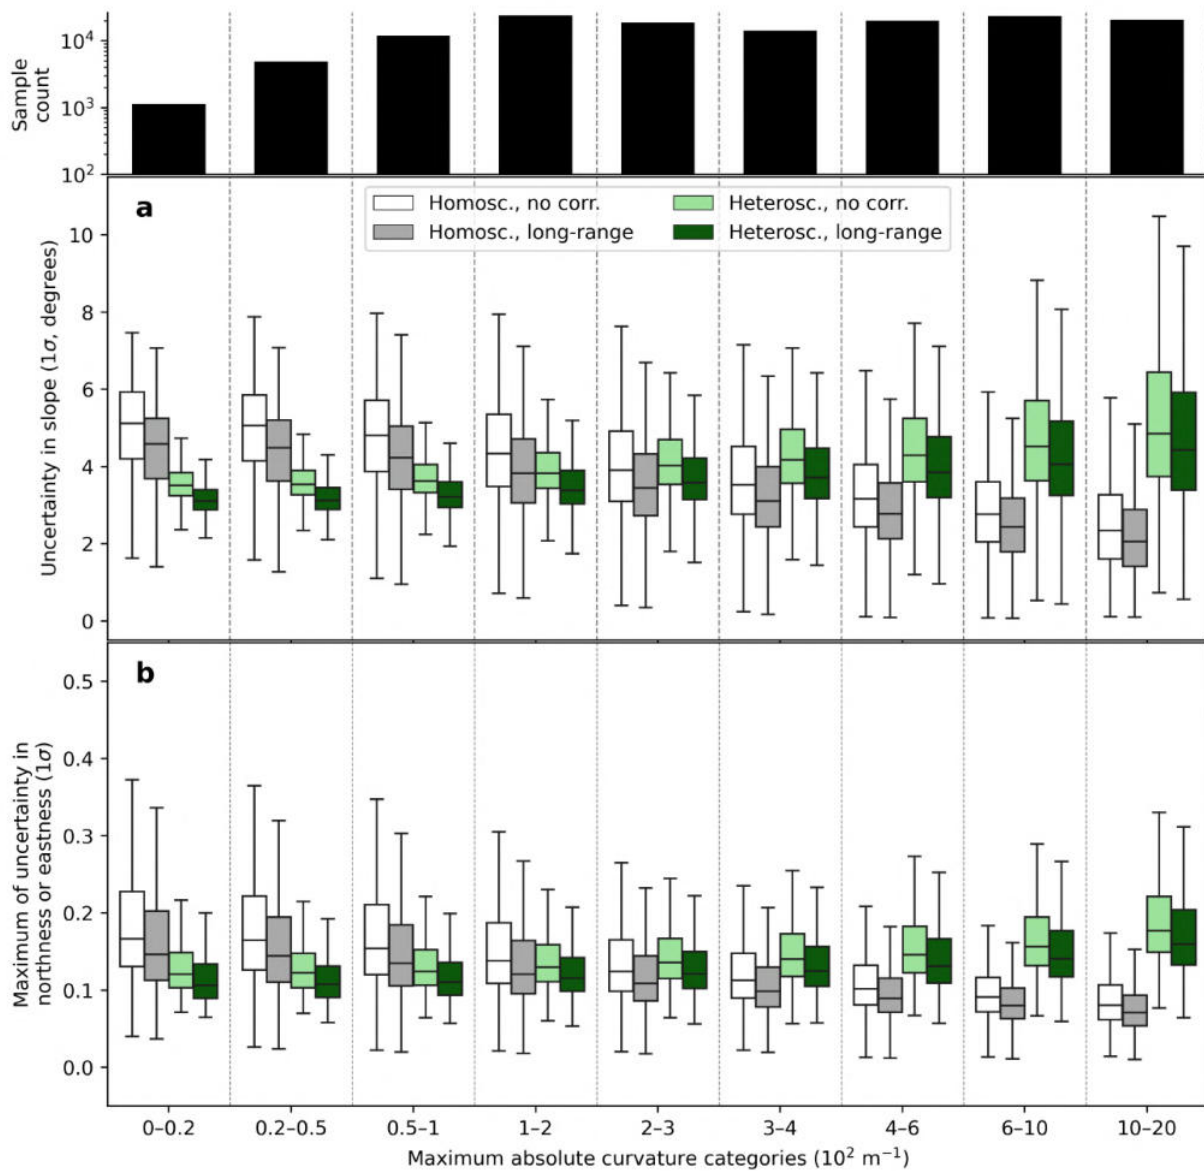 Sample
count
10⁴
10³
10²
a
Homosc., no corr.
Homosc., long-range
Heterosc., no corr.
Heterosc., long-range
Uncertainty in slope (1σ, degrees)
10
8
6
4
2
0
b
Maximum of uncertainty in
northness or eastness (1σ)
0.5
0.4
0.3
0.2
0.1
0.0
0–0.2 0.2–0.5 0.5–1 1–2 2–3 3–4 4–6 6–10 10–20
Maximum absolute curvature categories (10² m⁻¹)